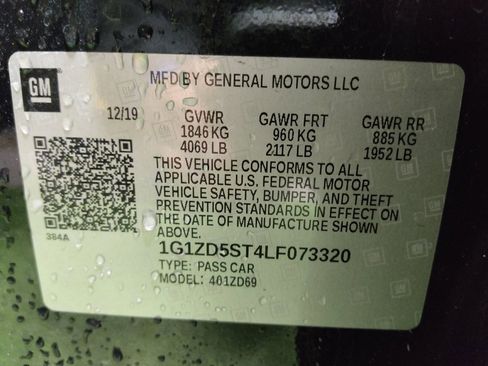 GM
MFD BY GENERAL MOTORS LLC
12/19 GVWR GAWR FRT GAWR RR
1846 KG 960 KG 885 KG
4069 LB 2117 LB 1952 LB
THIS VEHICLE CONFORMS TO ALL
APPLICABLE U.S. FEDERAL MOTOR
VEHICLE SAFETY, BUMPER, AND THEFT
PREVENTION STANDARDS IN EFFECT ON
THE DATE OF MANUFACTURE SHOWN
ABOVE.
384A
1G1ZD5ST4LF073320
TYPE: PASS CAR
MODEL: 401ZD69